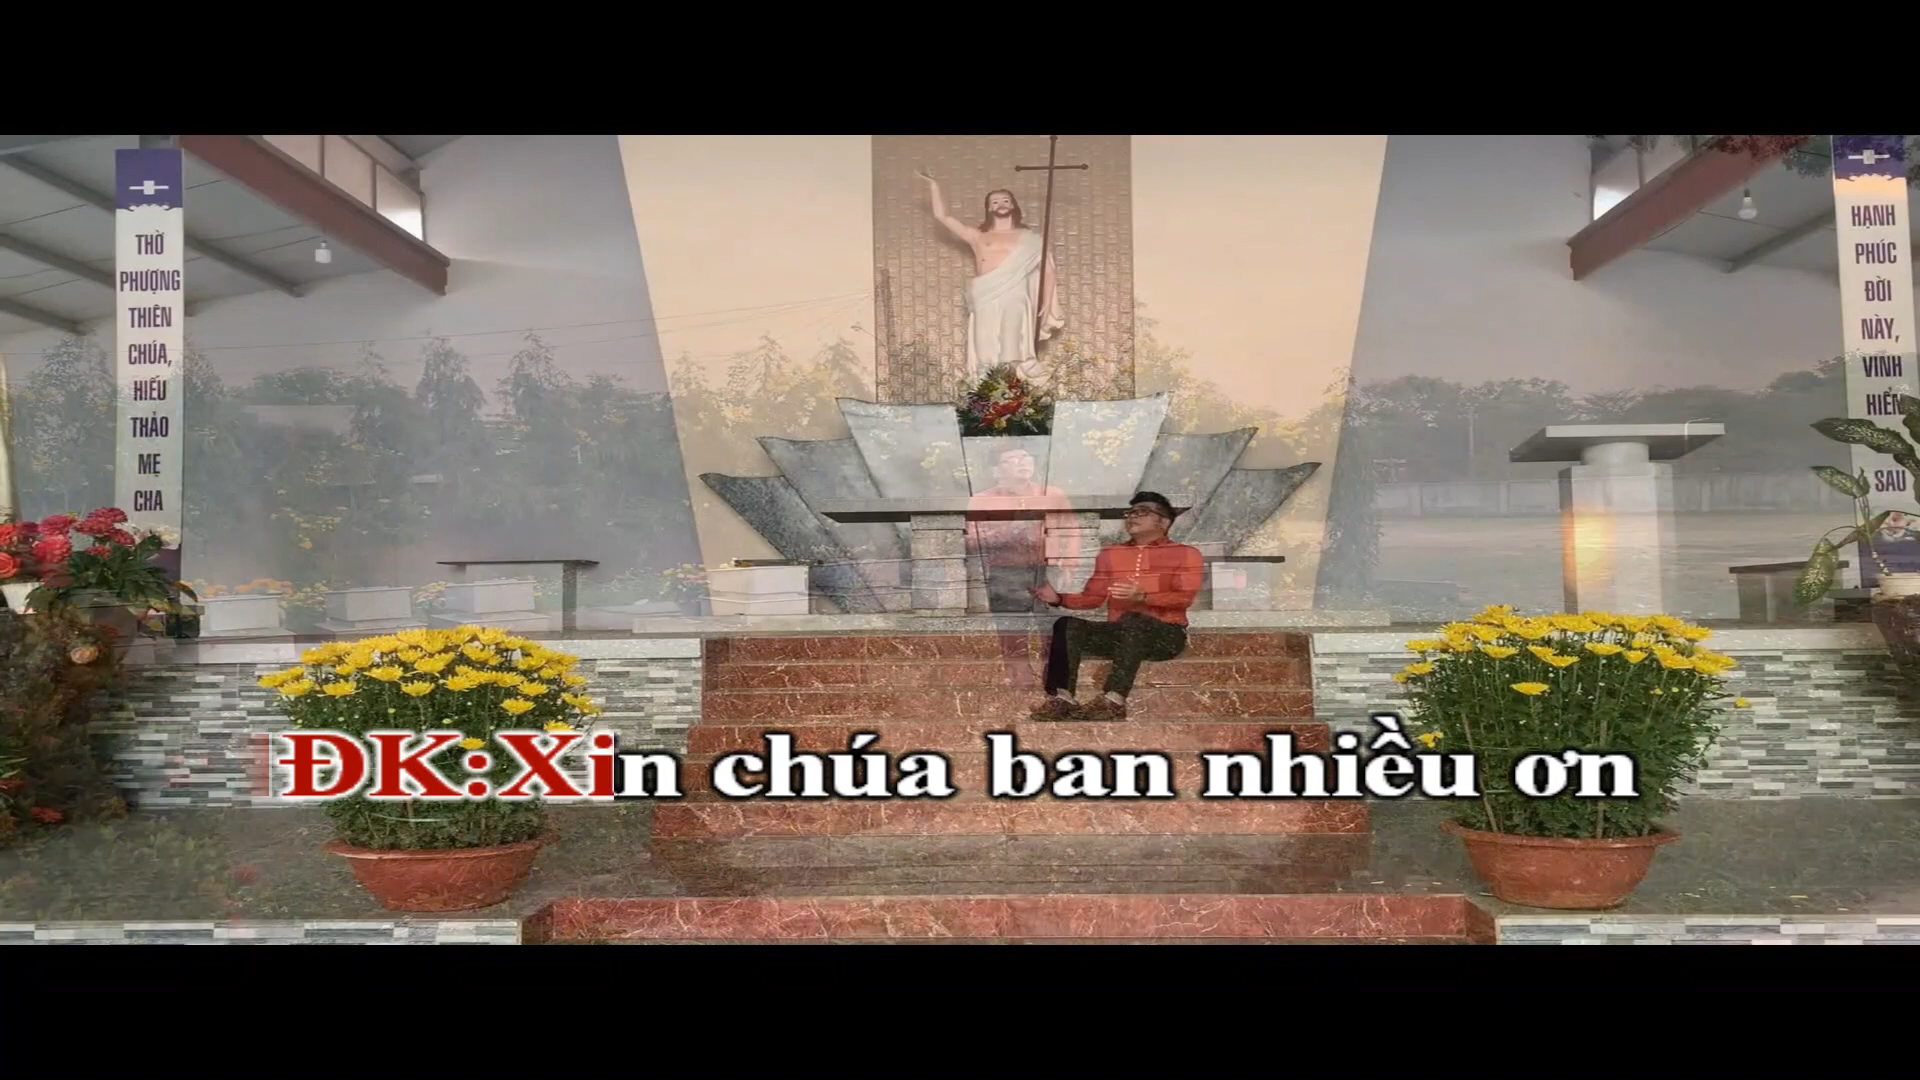 THỜ
PHƯỢNG
THIÊN
CHÚA,
HIẾU
THẢO
MẸ
CHA
HẠNH
PHÚC
ĐỜI
NÀY,
VINH
HIỂN
SAU
ĐK:Xin chúa ban nhiều ơn